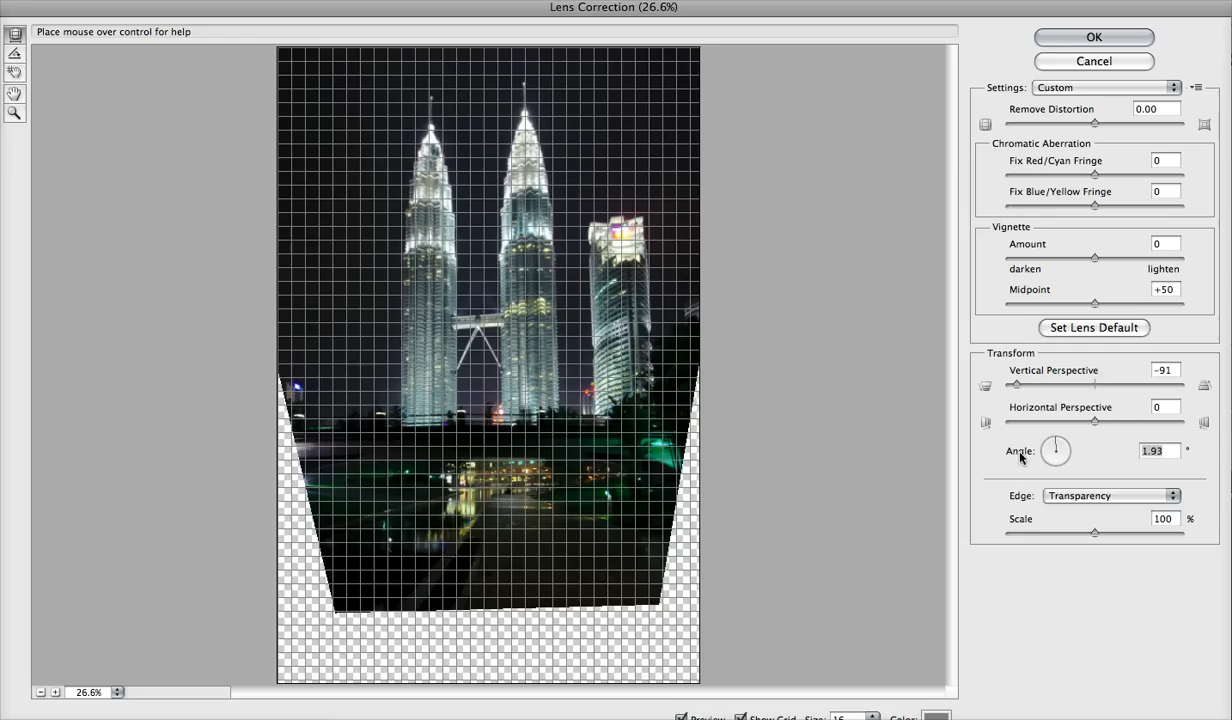 Lens Correction (26.6%)
Place mouse over control for help
OK
Cancel
Settings: Custom
Remove Distortion 0.00
Chromatic Aberration
Fix Red/Cyan Fringe 0
Fix Blue/Yellow Fringe 0
Vignette
Amount 0
darken lighten
Midpoint +50
Set Lens Default
Transform
Vertical Perspective -91
Horizontal Perspective 0
Angle: 1.93 °
Edge: Transparency
Scale 100 %
26.6%
Preview Show Grid Size: 16 Color: